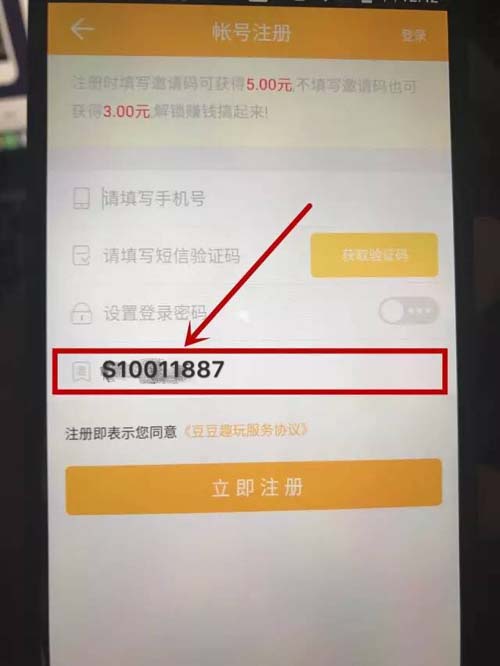 帐号注册
登录
注册时填写邀请码可获得5.00元,不填写邀请码也可
获得3.00元,解锁赚钱搞起来!
请填写手机号
请填写短信验证码
获取验证码
设置登录密码
S10011887
注册即表示您同意《豆豆趣玩服务协议》
立即注册